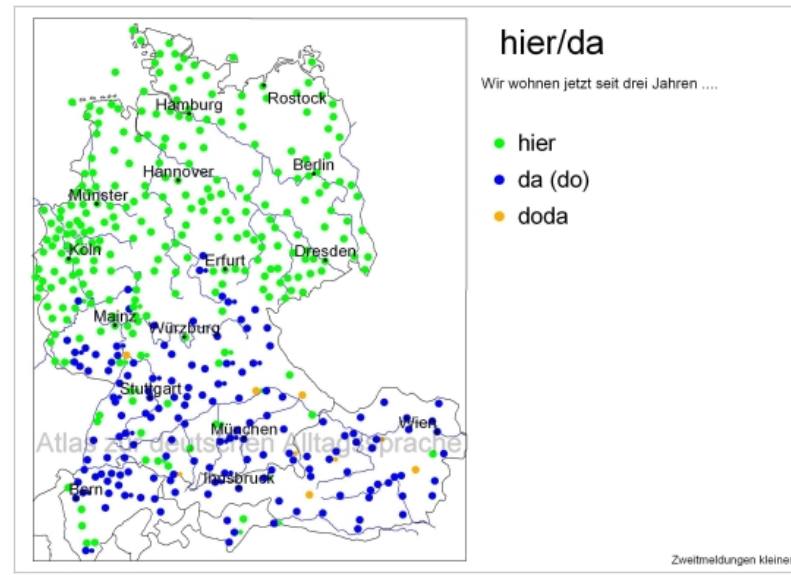 hier/da
Wir wohnen jetzt seit drei Jahren ....
hier
da (do)
doda
Rostock
Hamburg
Berlin
Hannover
Münster
Köln
Erfurt
Dresden
Mainz
Würzburg
Stuttgart
Wien
München
Atlas zur deutschen Alltagssprache
Innsbruck
Bern
Zweitmeldungen kleiner